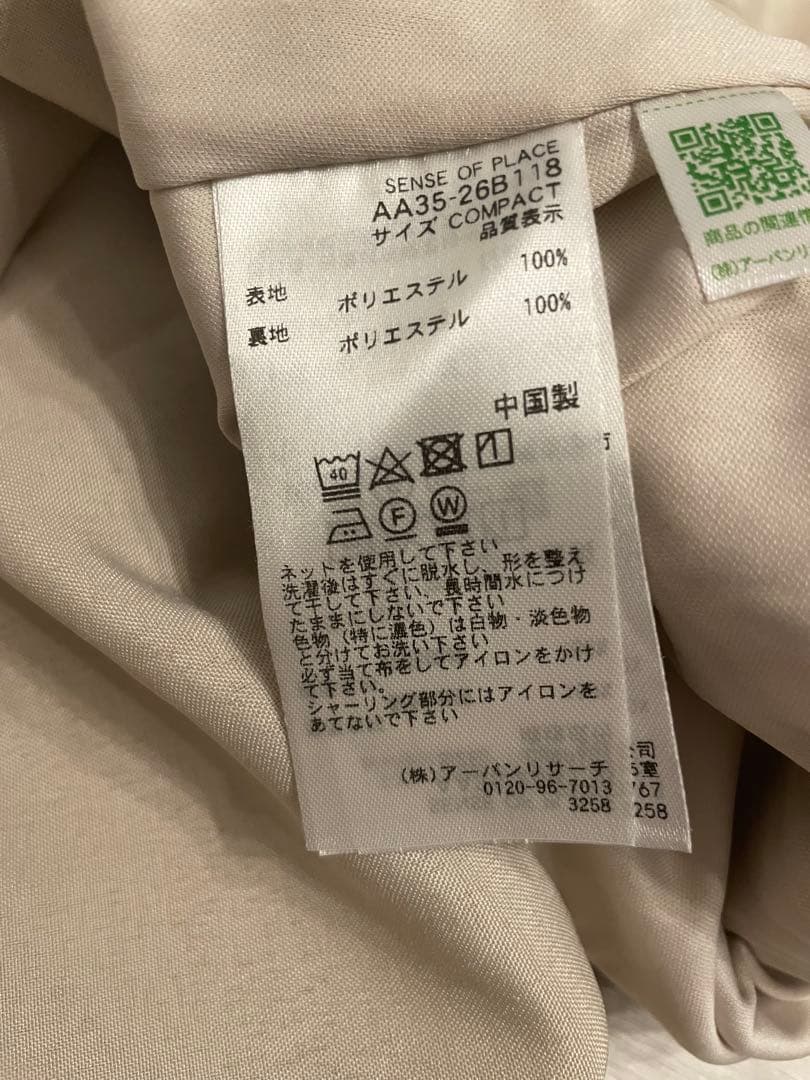 SENSE OF PLACE
AA35-26B118
サイズ COMPACT
品質表示
表地 ポリエステル 100%
裏地 ポリエステル 100%
中国製
40
F W
ネットを使用して下さい
洗濯後はすぐに脱水し、形を整え
て干して下さい、長時間水につけ
たままにしないで下さい
色物（特に濃色）は白物・淡色物
と分けてお洗い下さい
必ず当て布をしてアイロンをかけ
て下さい。
シャーリング部分にはアイロンを
あてないで下さい
(株)アーバンリサーチ
0120-96-7013
3258
公司
5室
767
258
商品の関連
(株)アーバンリ